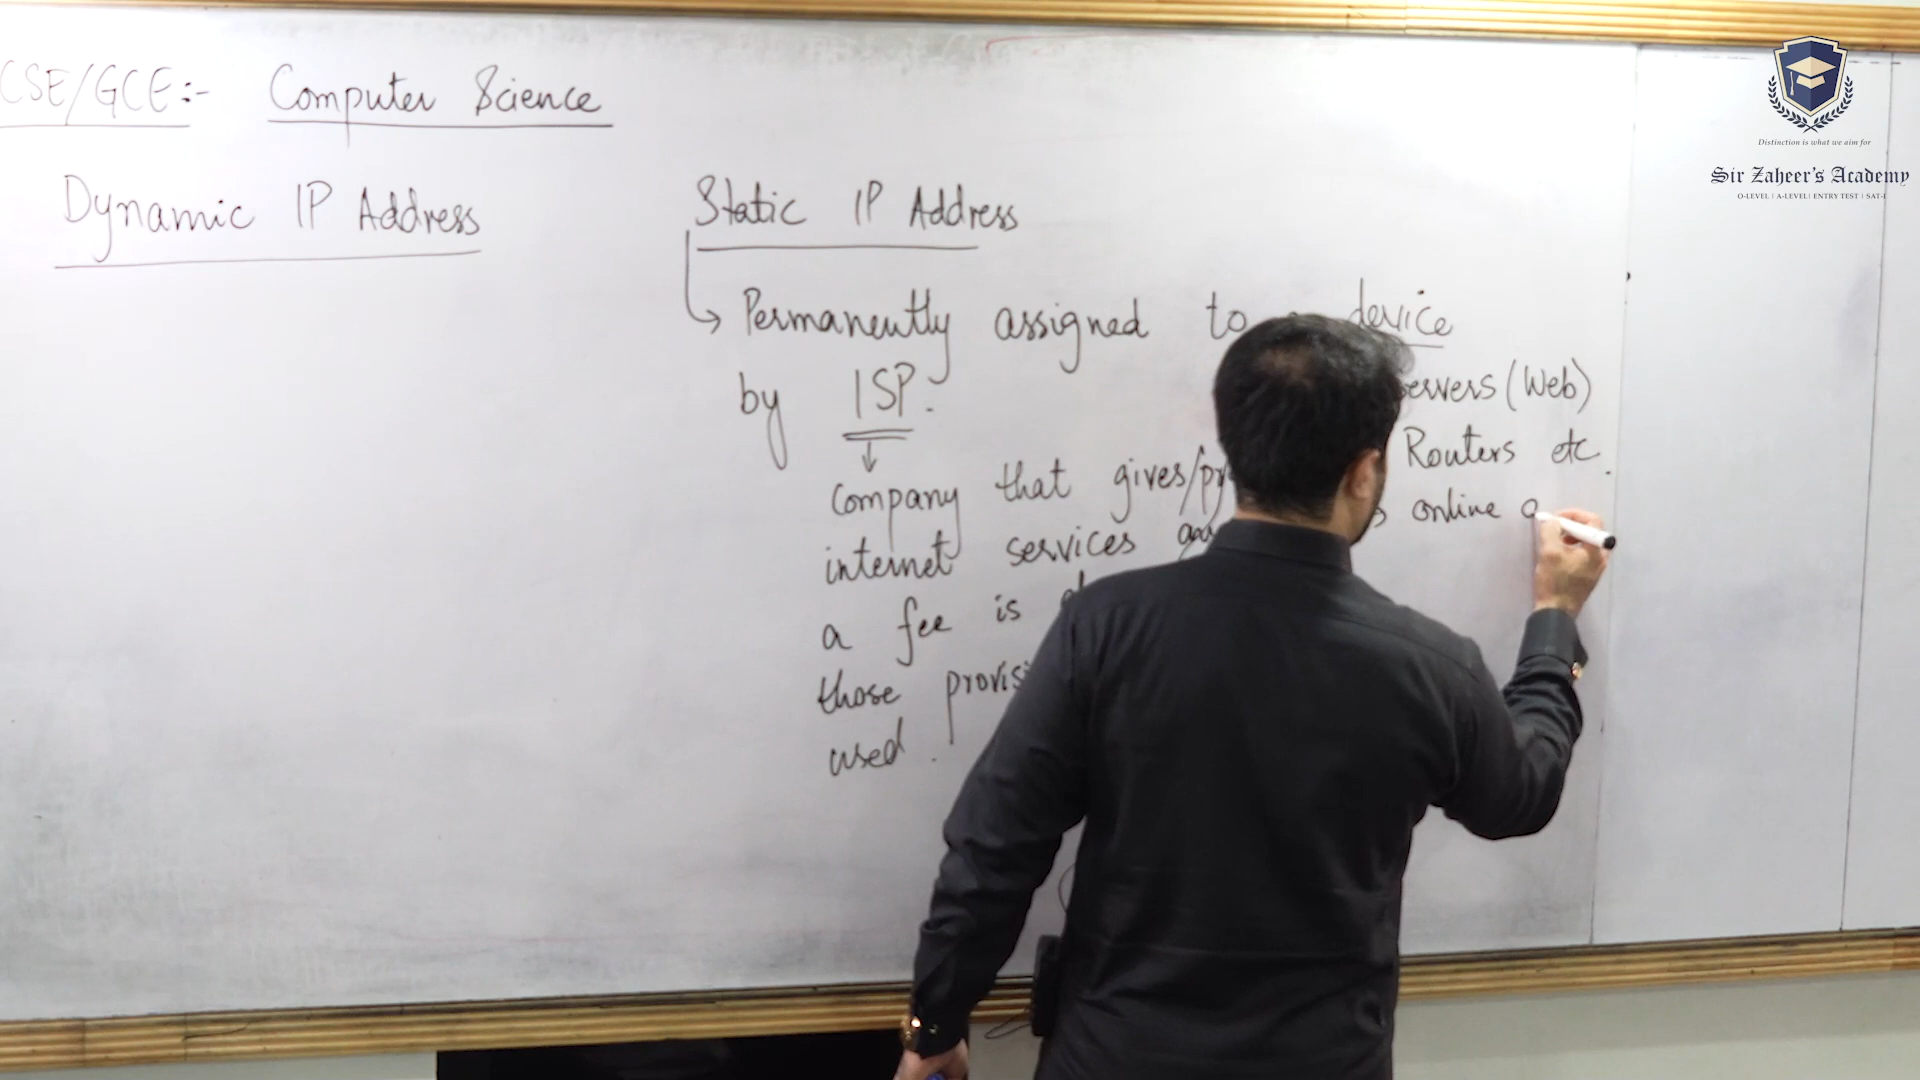 CSE/GCE:- Computer Science
Dynamic IP Address
Static IP Address
Permanently assigned to device
by ISP.
servers (Web)
Routers etc.
online
company that gives/
internet services
a fee is
those
used.
Distinction is what we aim for
Sir Zaheer's Academy
O-LEVEL | A-LEVEL | ENTRY TEST | SAT-I